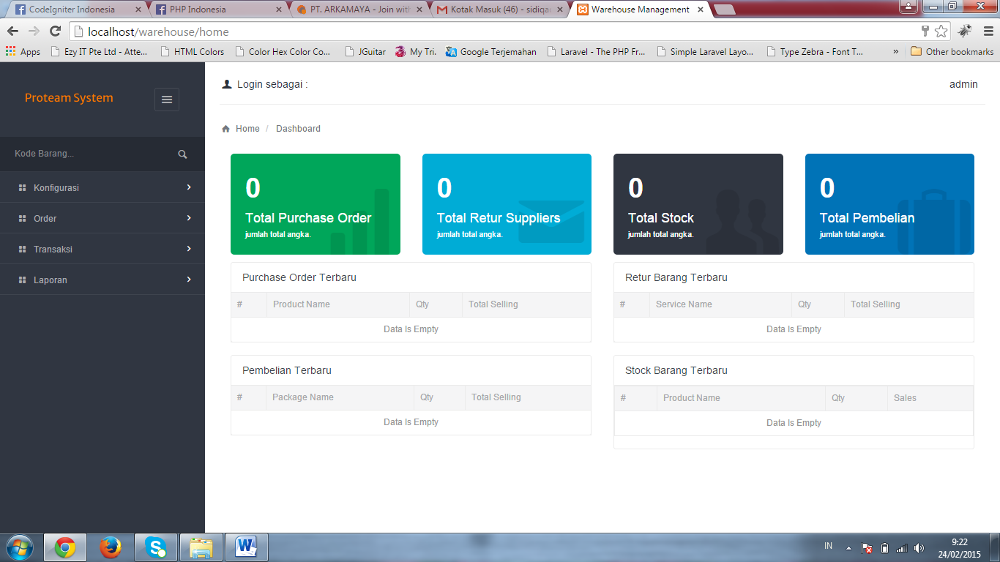 CodeIgniter Indonesia
PHP Indonesia
PT. ARKAMAYA - Join with
Kotak Masuk (46) - sidiqa
Warehouse Management
localhost/warehouse/home
Apps
Ezy IT Pte Ltd - Atte...
HTML Colors
Color Hex Color Co...
JGuitar
My Tri.
Google Terjemahan
Laravel - The PHP Fr...
Simple Laravel Layo...
Type Zebra - Font T...
»
Other bookmarks
Proteam System
Login sebagai :
admin
Home / Dashboard
Kode Barang...
Konfigurasi
Order
Transaksi
Laporan
0
Total Purchase Order
jumlah total angka.
0
Total Retur Suppliers
jumlah total angka.
0
Total Stock
jumlah total angka.
0
Total Pembelian
jumlah total angka.
Purchase Order Terbaru
# Product Name Qty Total Selling
Data Is Empty
Retur Barang Terbaru
# Service Name Qty Total Selling
Data Is Empty
Pembelian Terbaru
# Package Name Qty Total Selling
Data Is Empty
Stock Barang Terbaru
# Product Name Qty Sales
Data Is Empty
IN
9:22
24/02/2015